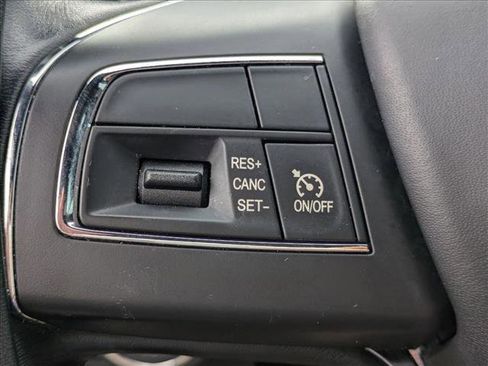 RES+
CANC
SET-
ON/OFF